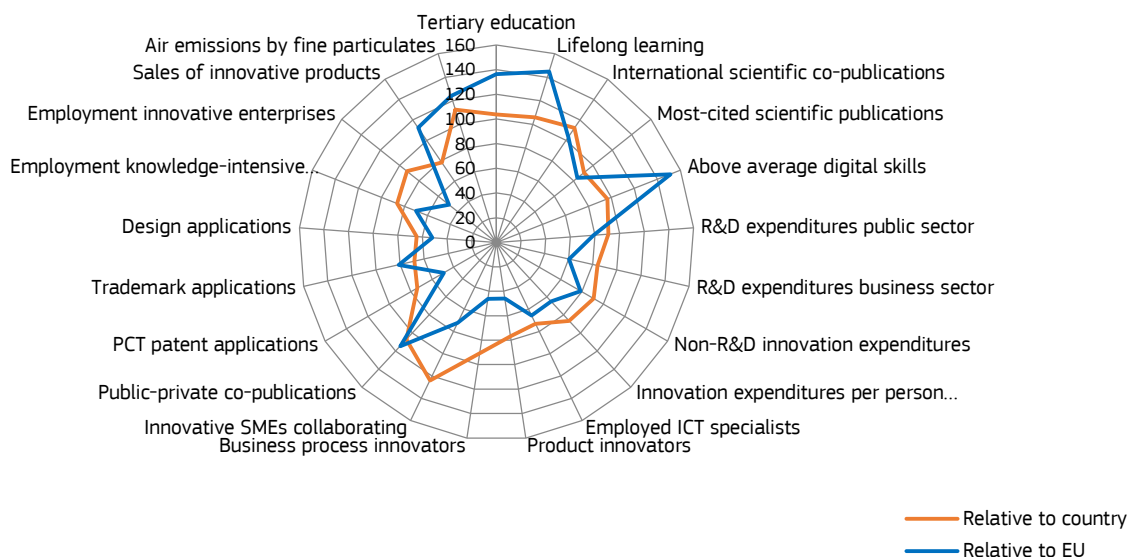 Tertiary education
Air emissions by fine particulates
Lifelong learning
Sales of innovative products
International scientific co-publications
Employment innovative enterprises
Most-cited scientific publications
Employment knowledge-intensive...
Above average digital skills
Design applications
R&D expenditures public sector
Trademark applications
R&D expenditures business sector
PCT patent applications
Non-R&D innovation expenditures
Public-private co-publications
Innovation expenditures per person...
Innovative SMEs collaborating
Employed ICT specialists
Business process innovators
Product innovators
160
140
120
100
80
60
40
20
0
Relative to country
Relative to EU